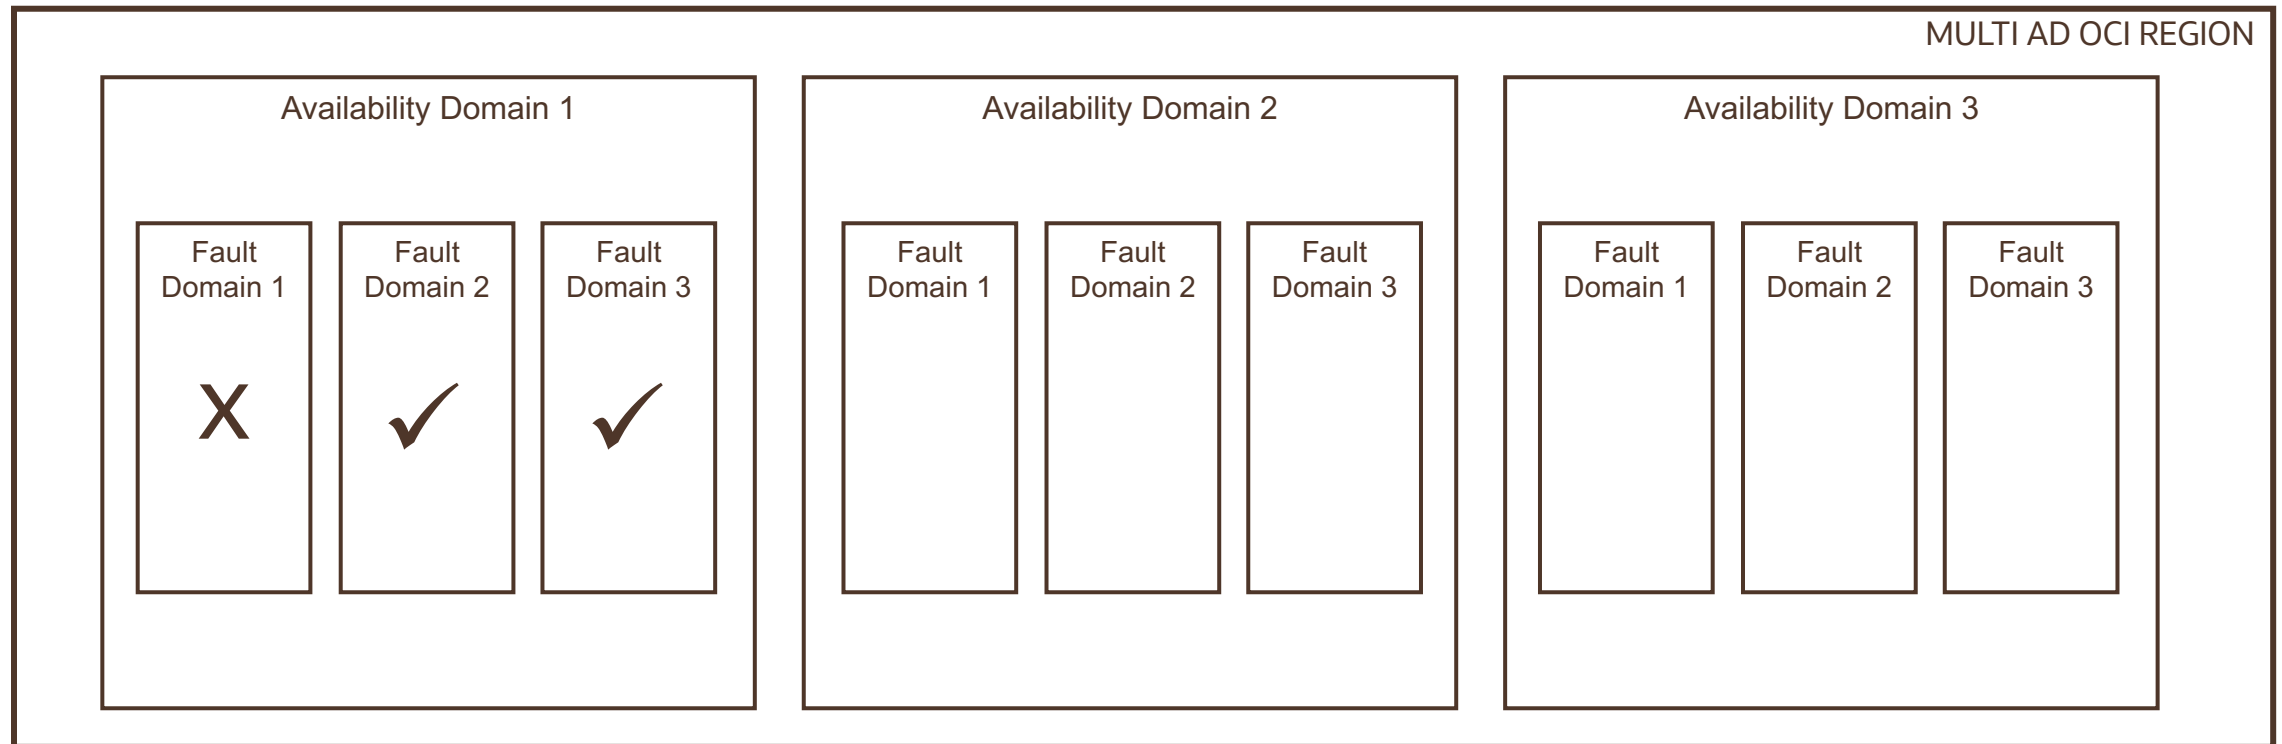 MULTI AD OCI REGION
Availability Domain 1
Fault
Domain 1
X
Fault
Domain 2
✓
Fault
Domain 3
✓
Availability Domain 2
Fault
Domain 1
Fault
Domain 2
Fault
Domain 3
Availability Domain 3
Fault
Domain 1
Fault
Domain 2
Fault
Domain 3